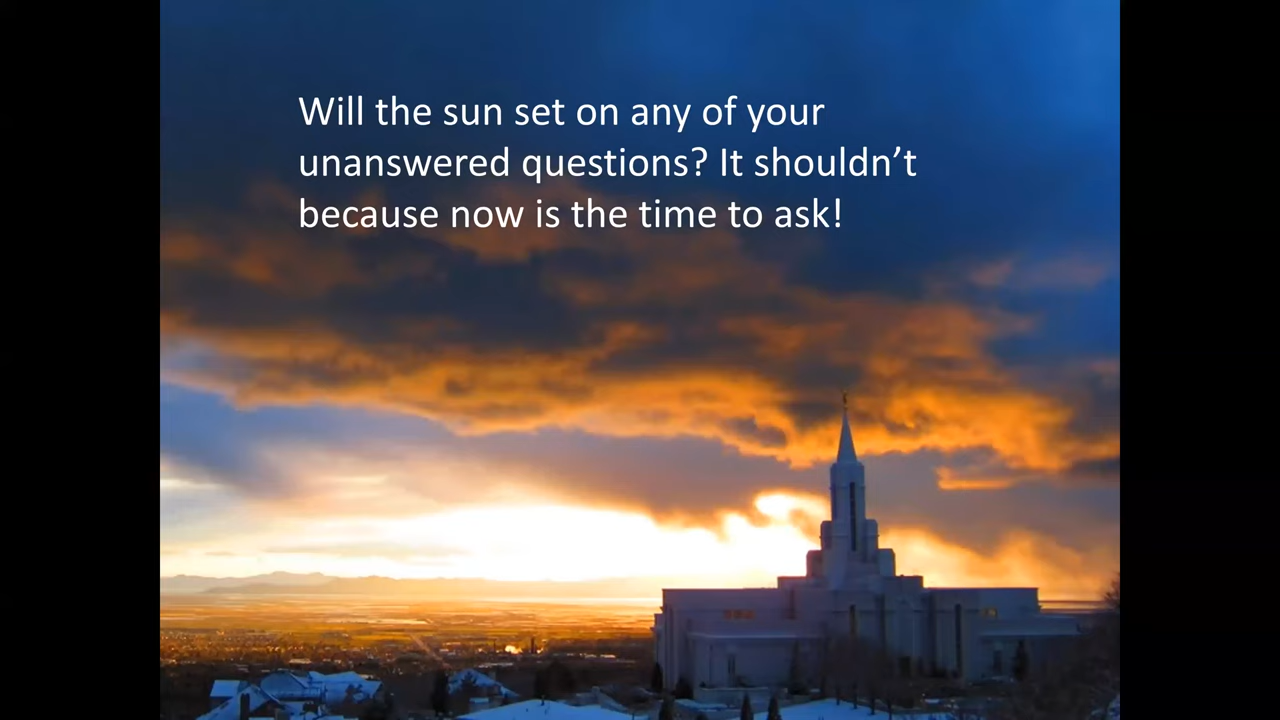 Will the sun set on any of your
unanswered questions? It shouldn’t
because now is the time to ask!